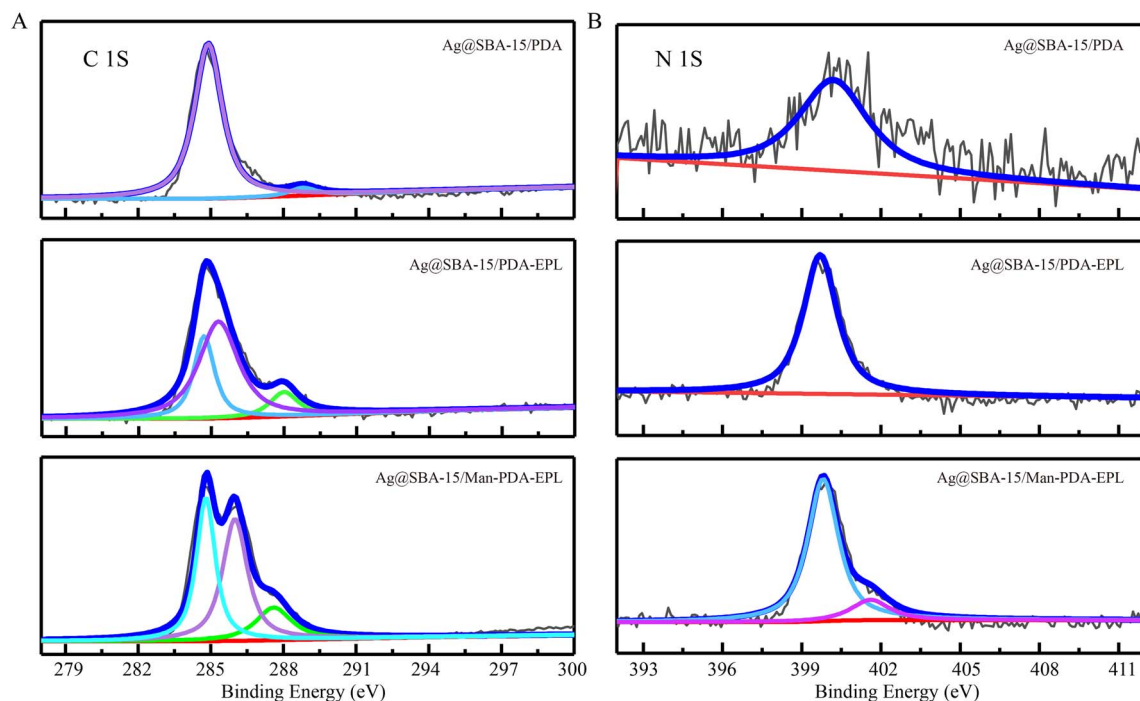 A
C 1S
Ag@SBA-15/PDA
Ag@SBA-15/PDA-EPL
Ag@SBA-15/Man-PDA-EPL
279 282 285 288 291 294 297 300
Binding Energy (eV)
B
N 1S
Ag@SBA-15/PDA
Ag@SBA-15/PDA-EPL
Ag@SBA-15/Man-PDA-EPL
393 396 399 402 405 408 411
Binding Energy (eV)